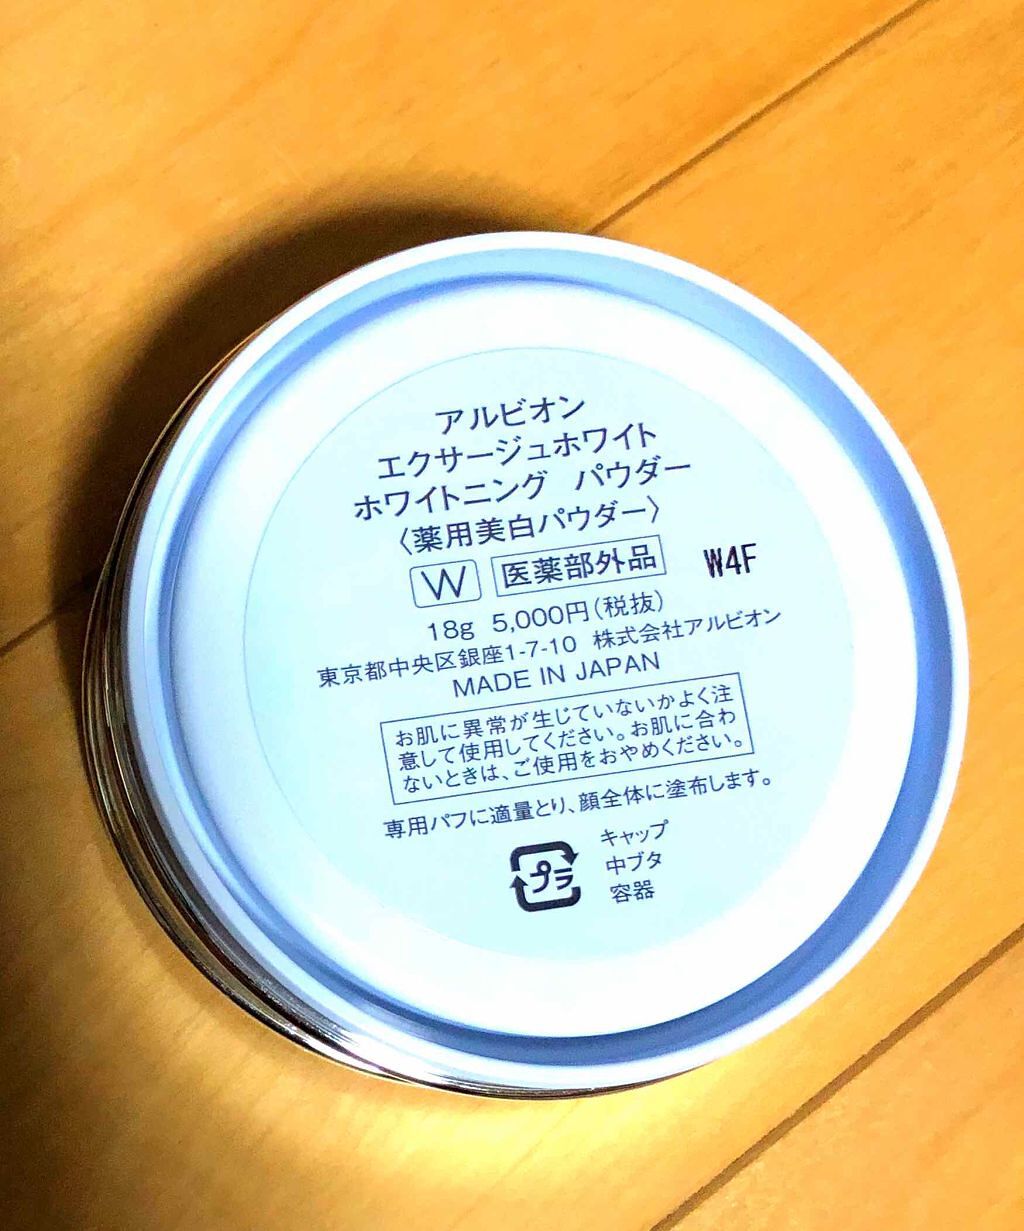 アルビオン
エクサージュホワイト
ホワイトニング パウダー
〈薬用美白パウダー〉
W 医薬部外品 W4F
18g 5,000円(税抜)
東京都中央区銀座1-7-10 株式会社アルビオン
MADE IN JAPAN
お肌に異常が生じていないかよく注
意して使用してください。お肌に合わ
ないときは、ご使用をおやめください。
専用パフに適量とり、顔全体に塗布します。
プラ
キャップ
中ブタ
容器